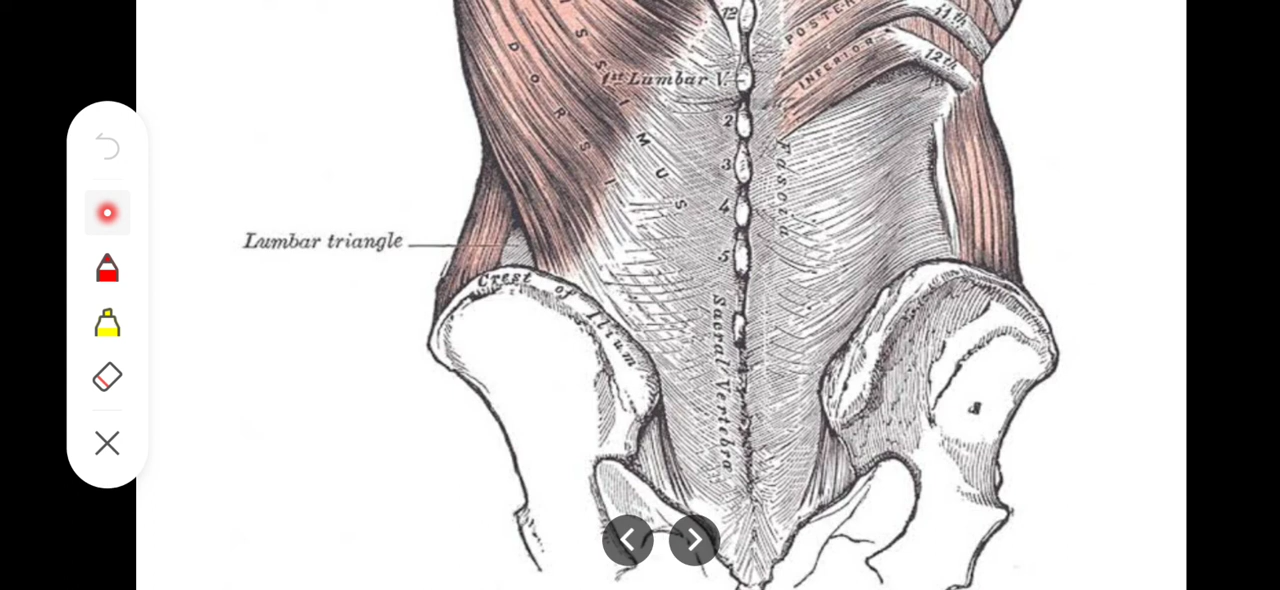 12
POSTER
11th
INFERIOR
12th
1st Lumbar V.
2
3
4
5
DORSI
SSIMUS
Fascia
Lumbar triangle
Crest of Ilium
Sacral Vertebra